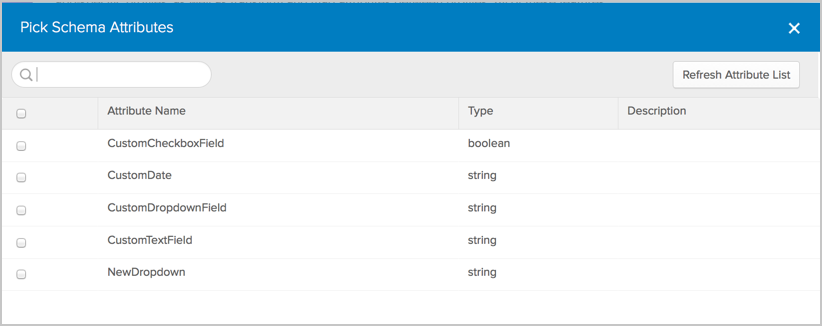 Pick Schema Attributes
Refresh Attribute List
Attribute Name Type Description
CustomCheckboxField boolean
CustomDate string
CustomDropdownField string
CustomTextField string
NewDropdown string